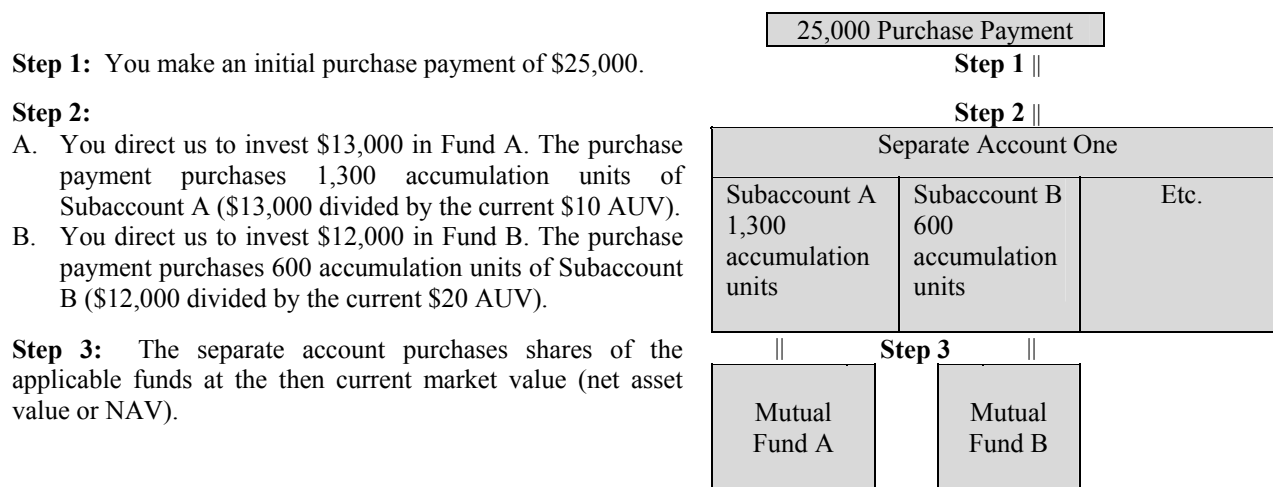 25,000 Purchase Payment
Step 1: You make an initial purchase payment of $25,000.
Step 1 ||
Step 2:
Step 2 ||
A. You direct us to invest $13,000 in Fund A. The purchase
payment purchases 1,300 accumulation units of
Subaccount A ($13,000 divided by the current $10 AUV).
B. You direct us to invest $12,000 in Fund B. The purchase
payment purchases 600 accumulation units of Subaccount
B ($12,000 divided by the current $20 AUV).
Step 3: The separate account purchases shares of the
applicable funds at the then current market value (net asset
value or NAV).
Separate Account One
Subaccount A
1,300
accumulation
units
Subaccount B
600
accumulation
units
Etc.
|| Step 3 ||
Mutual
Fund A
Mutual
Fund B